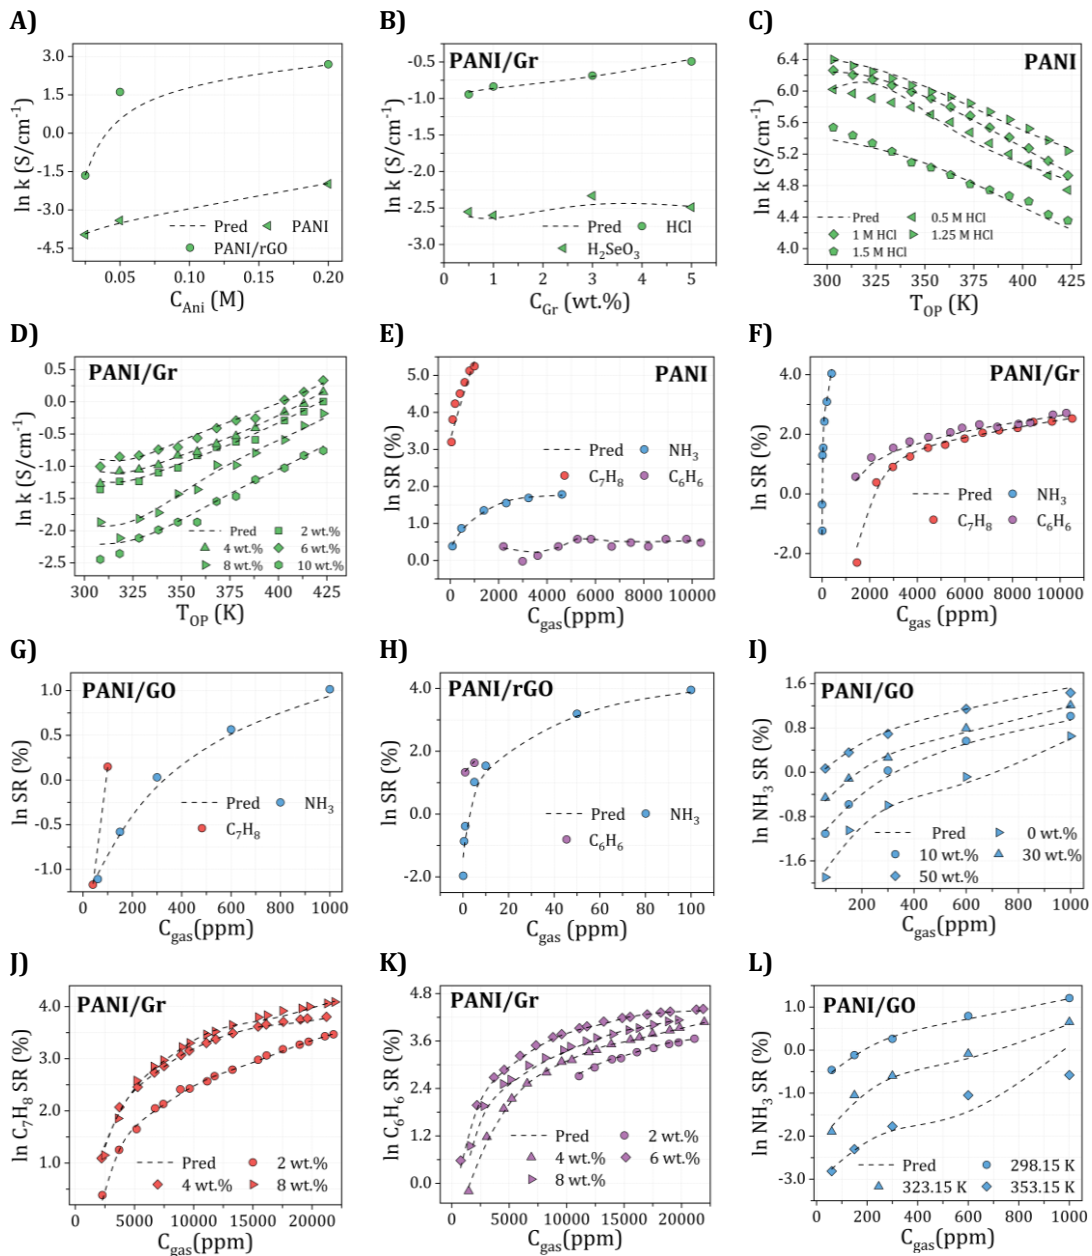 A)
3.0
1.5
0.0
-1.5
-3.0
-4.5
ln k (S/cm⁻¹)
Pred PANI
PANI/rGO
0.05 0.10 0.15 0.20
C_Ani (M)
B)
PANI/Gr
-0.5
-1.0
-1.5
-2.0
-2.5
-3.0
ln k (S/cm⁻¹)
Pred HCl
H₂SeO₃
0 1 2 3 4 5
C_Gr (wt.%)
C)
PANI
6.4
6.0
5.6
5.2
4.8
4.4
4.0
ln k (S/cm⁻¹)
Pred 0.5 M HCl
1 M HCl 1.25 M HCl
1.5 M HCl
300 325 350 375 400 425
T_OP (K)
D)
PANI/Gr
0.5
0.0
-0.5
-1.0
-1.5
-2.0
-2.5
ln k (S/cm⁻¹)
Pred 2 wt.%
4 wt.% 6 wt.%
8 wt.% 10 wt.%
300 325 350 375 400 425
T_OP (K)
E)
PANI
5.0
4.0
3.0
2.0
1.0
0.0
ln SR (%)
Pred NH₃
C₇H₈ C₆H₆
0 2000 4000 6000 8000 10000
C_gas (ppm)
F)
PANI/Gr
4.0
2.0
0.0
-2.0
ln SR (%)
Pred NH₃
C₇H₈ C₆H₆
0 2000 4000 6000 8000 10000
C_gas (ppm)
G)
PANI/GO
1.0
0.5
0.0
-0.5
-1.0
ln SR (%)
Pred NH₃
C₇H₈
0 200 400 600 800 1000
C_gas(ppm)
H)
PANI/rGO
4.0
2.0
0.0
-2.0
ln SR (%)
Pred NH₃
C₆H₆
0 20 40 60 80 100
C_gas (ppm)
I)
PANI/GO
1.6
0.8
0.0
-0.8
-1.6
ln NH₃ SR (%)
Pred 0 wt.%
10 wt.% 30 wt.%
50 wt.%
200 400 600 800 1000
C_gas (ppm)
J)
PANI/Gr
4.0
3.0
2.0
1.0
ln C₇H₈ SR (%)
Pred 2 wt.%
4 wt.% 8 wt.%
0 5000 10000 15000 20000
C_gas(ppm)
K)
PANI/Gr
4.8
3.6
2.4
1.2
0.0
ln C₆H₆ SR (%)
Pred 2 wt.%
4 wt.% 6 wt.%
8 wt.%
0 5000 10000 15000 20000
C_gas(ppm)
L)
PANI/GO
1.0
0.0
-1.0
-2.0
-3.0
ln NH₃ SR (%)
Pred 298.15 K
323.15 K 353.15 K
0 200 400 600 800 1000
C_gas (ppm)